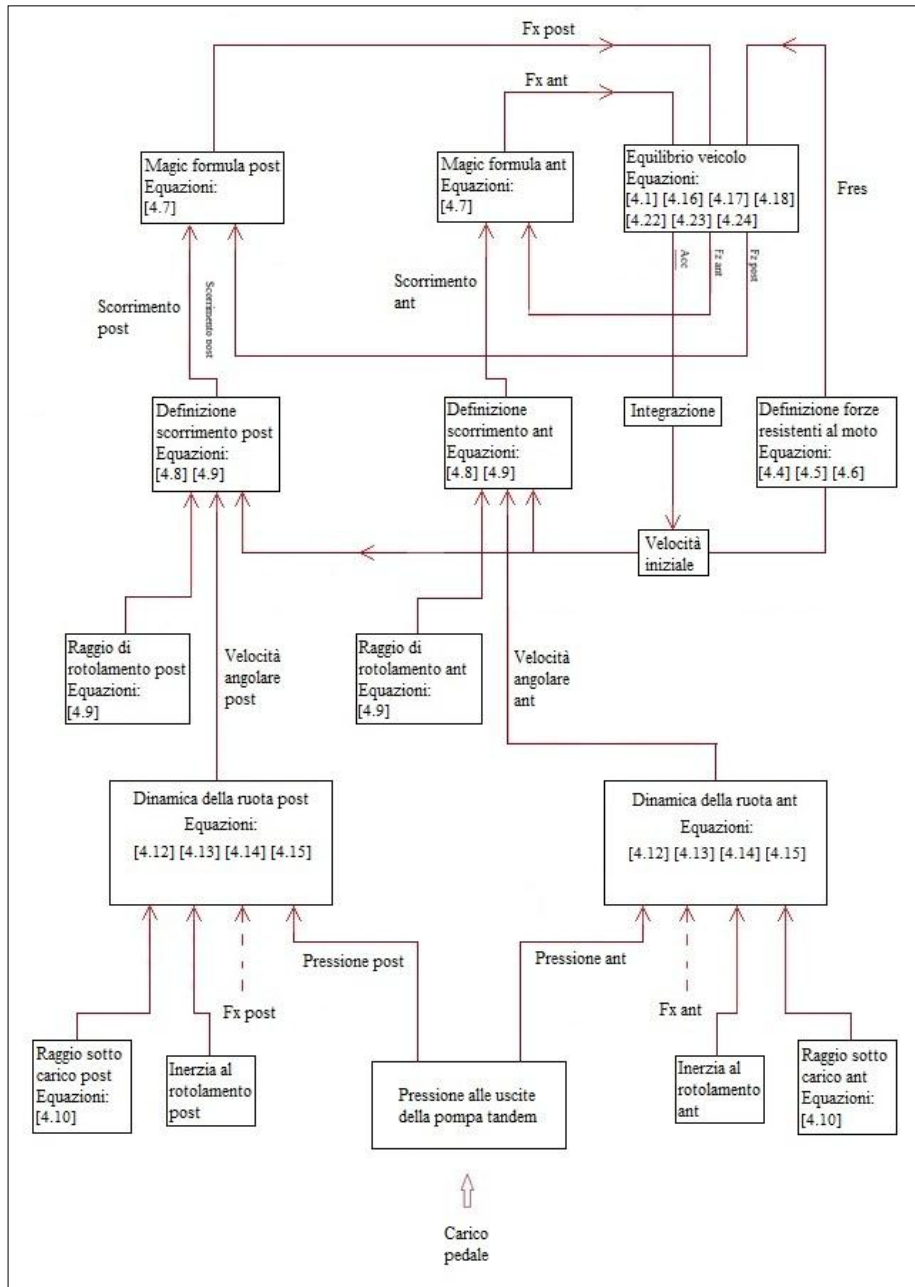 Fx post
Fx ant
Magic formula post
Equazioni:
[4.7]
Magic formula ant
Equazioni:
[4.7]
Equilibrio veicolo
Equazioni:
[4.1] [4.16] [4.17] [4.18]
[4.22] [4.23] [4.24]
Fres
Acc
Fz ant
Fz post
Scorrimento
post
Scorrimento post
Scorrimento
ant
Definizione
scorrimento post
Equazioni:
[4.8] [4.9]
Definizione
scorrimento ant
Equazioni:
[4.8] [4.9]
Integrazione
Definizione forze
resistenti al moto
Equazioni:
[4.4] [4.5] [4.6]
Velocità
iniziale
Raggio di
rotolamento post
Equazioni:
[4.9]
Velocità
angolare
post
Raggio di
rotolamento ant
Equazioni:
[4.9]
Velocità
angolare
ant
Dinamica della ruota post
Equazioni:
[4.12] [4.13] [4.14] [4.15]
Dinamica della ruota ant
Equazioni:
[4.12] [4.13] [4.14] [4.15]
Pressione post
Pressione ant
Fx post
Fx ant
Raggio sotto
carico post
Equazioni:
[4.10]
Inerzia al
rotolamento
post
Pressione alle uscite
della pompa tandem
Inerzia al
rotolamento
ant
Raggio sotto
carico ant
Equazioni:
[4.10]
Carico
pedale